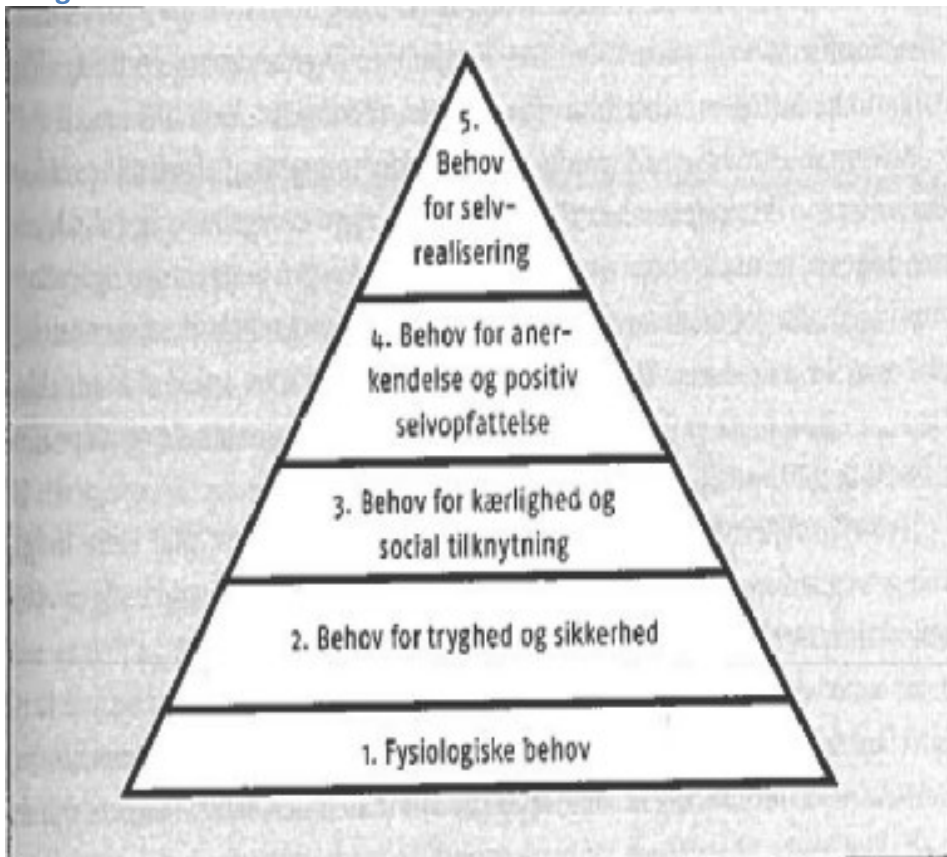 5.
Behov
for selv-
realisering
4. Behov for aner-
kendelse og positiv
selvopfattelse
3. Behov for kærlighed og
social tilknytning
2. Behov for tryghed og sikkerhed
1. Fysiologiske behov